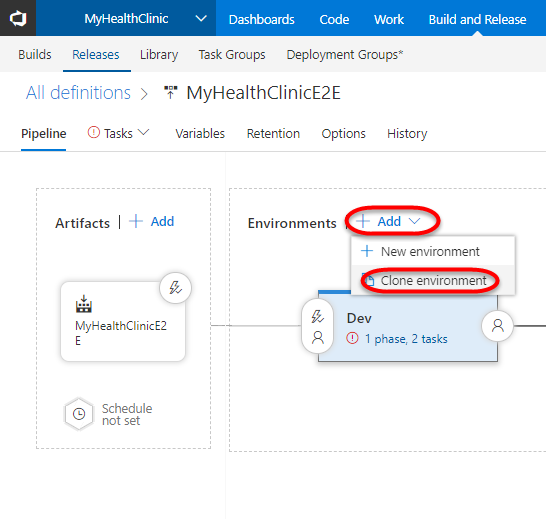 MyHealthClinic Dashboards Code Work Build and Release
Builds Releases Library Task Groups Deployment Groups*
All definitions > MyHealthClinicE2E
Pipeline Tasks Variables Retention Options History
Artifacts | + Add
Environments | + Add
+ New environment
Clone environment
MyHealthClinicE2
E
Dev
1 phase, 2 tasks
Schedule
not set